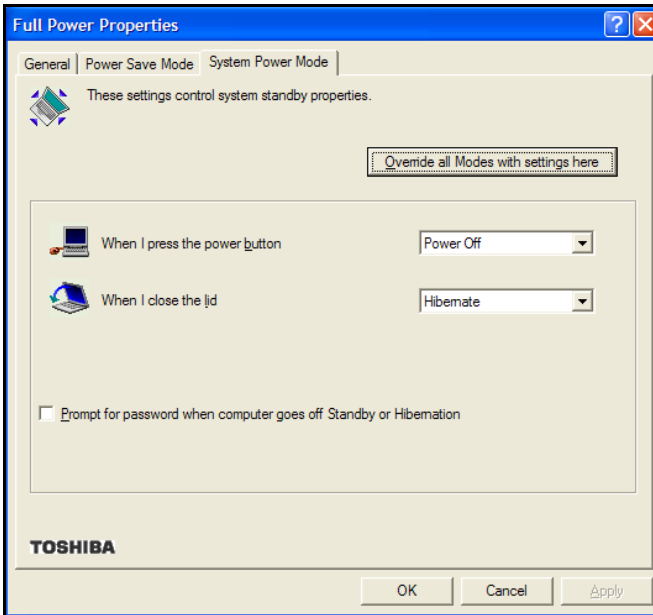 Full Power Properties
General
Power Save Mode
System Power Mode
These settings control system standby properties.
Override all Modes with settings here
When I press the power button
Power Off
When I close the lid
Hibernate
Prompt for password when computer goes off Standby or Hibernation
TOSHIBA
OK
Cancel
Apply